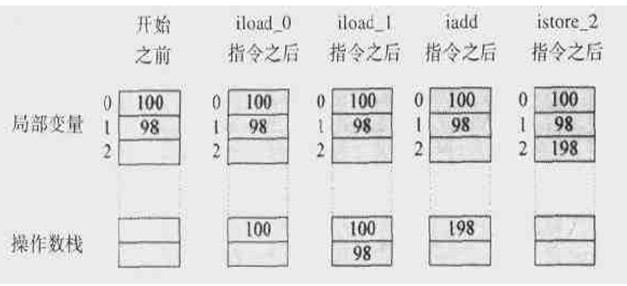 开始 iload_0 iload_1 iadd istore_2
之前 指令之后 指令之后 指令之后 指令之后
0 100 0 100 0 100 0 100 0 100
局部变量 1 98 1 98 1 98 1 98 1 98
2 2 2 2 2 198
100 100 198
操作数栈 98